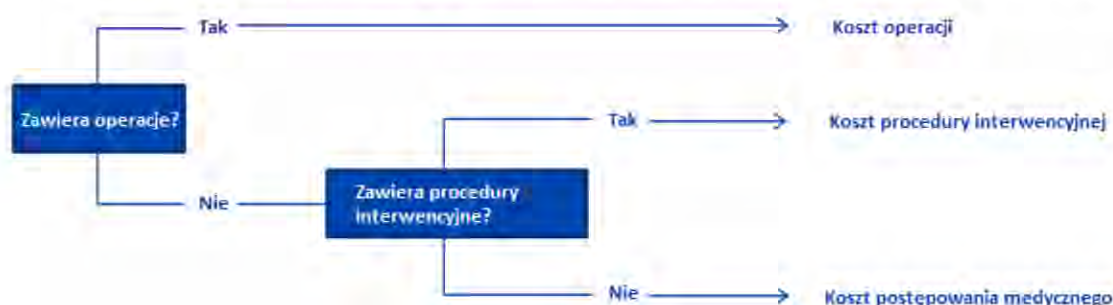 Tak
Koszt operacji
Zawiera operacje?
Tak
Koszt procedury interwencyjnej
Nie
Zawiera procedury
interwencyjne?
Nie
Koszt postępowania medycznego